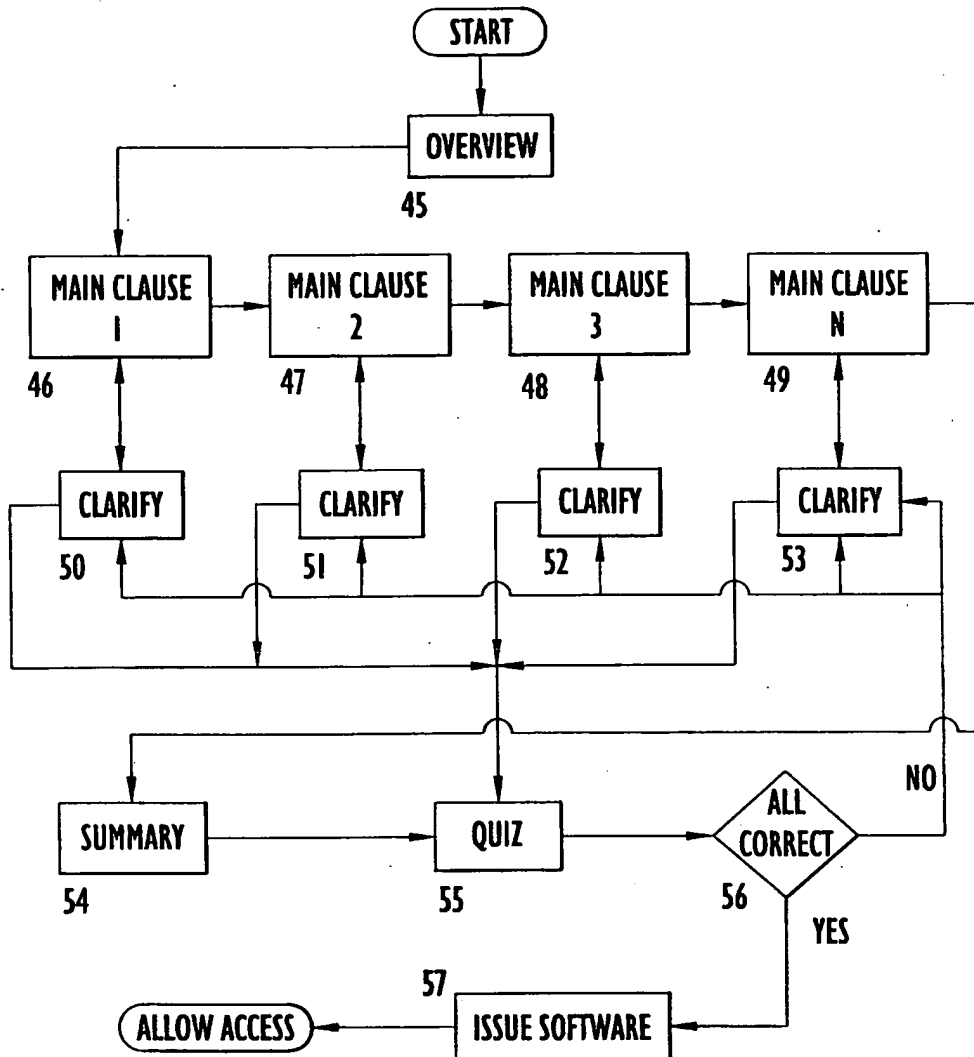 START
OVERVIEW
45
MAIN CLAUSE
1
MAIN CLAUSE
2
MAIN CLAUSE
3
MAIN CLAUSE
N
46
47
48
49
CLARIFY
CLARIFY
CLARIFY
CLARIFY
50
51
52
53
SUMMARY
QUIZ
ALL
CORRECT
NO
54
55
56
YES
57
ALLOW ACCESS
ISSUE SOFTWARE